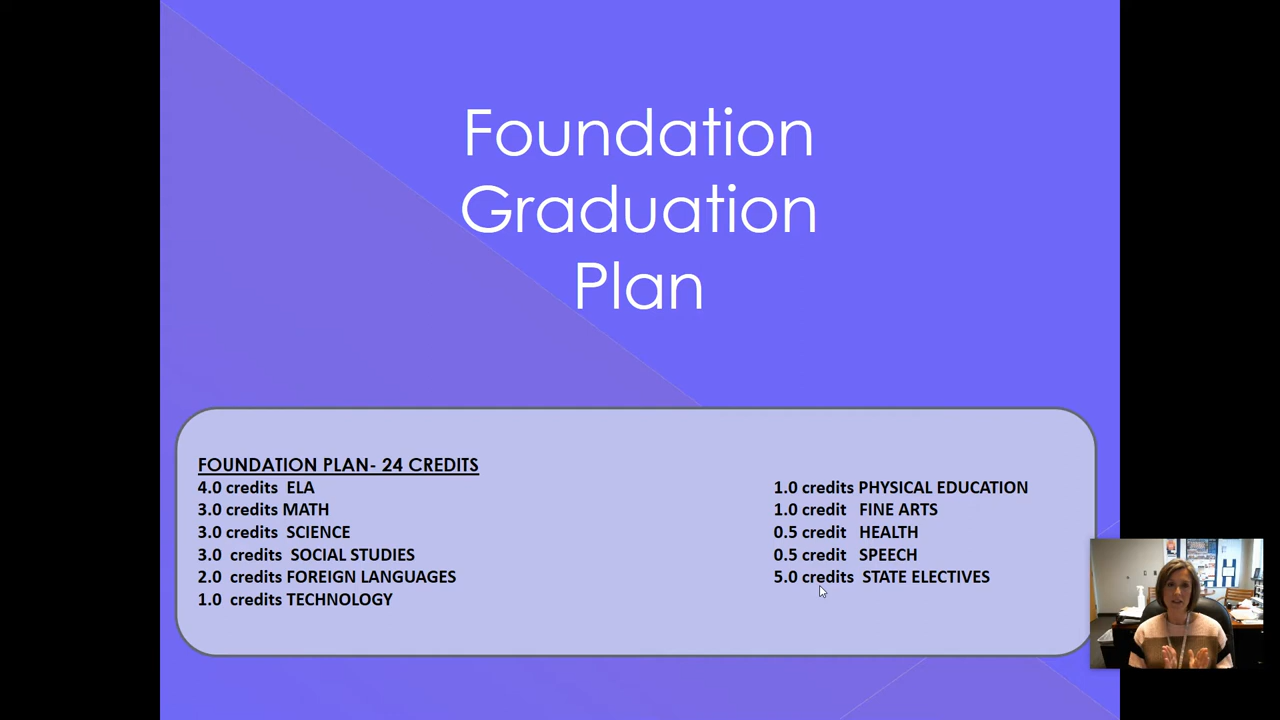 Foundation
Graduation
Plan
FOUNDATION PLAN- 24 CREDITS
4.0 credits ELA
3.0 credits MATH
3.0 credits SCIENCE
3.0 credits SOCIAL STUDIES
2.0 credits FOREIGN LANGUAGES
1.0 credits TECHNOLOGY
1.0 credits PHYSICAL EDUCATION
1.0 credit FINE ARTS
0.5 credit HEALTH
0.5 credit SPEECH
5.0 credits STATE ELECTIVES